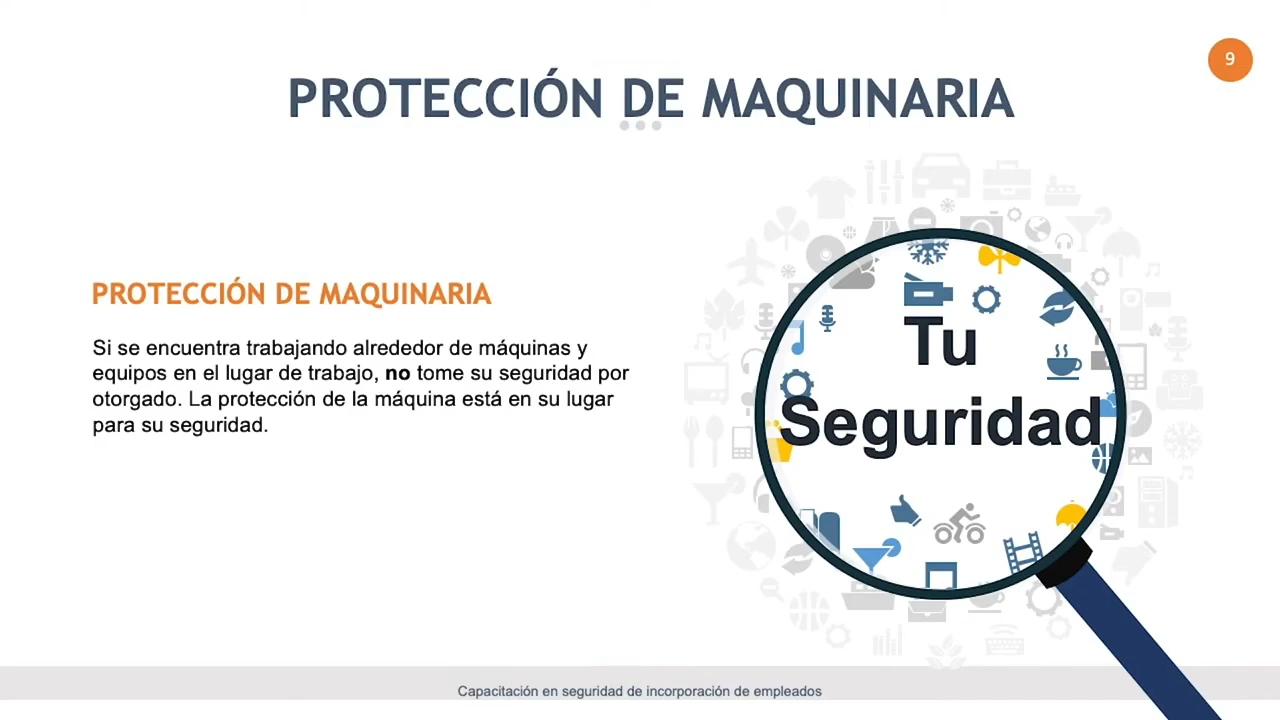 9
PROTECCIÓN DE MAQUINARIA
PROTECCIÓN DE MAQUINARIA
Si se encuentra trabajando alrededor de máquinas y
equipos en el lugar de trabajo, no tome su seguridad por
otorgado. La protección de la máquina está en su lugar
para su seguridad.
Tu
Seguridad
Capacitación en seguridad de incorporación de empleados